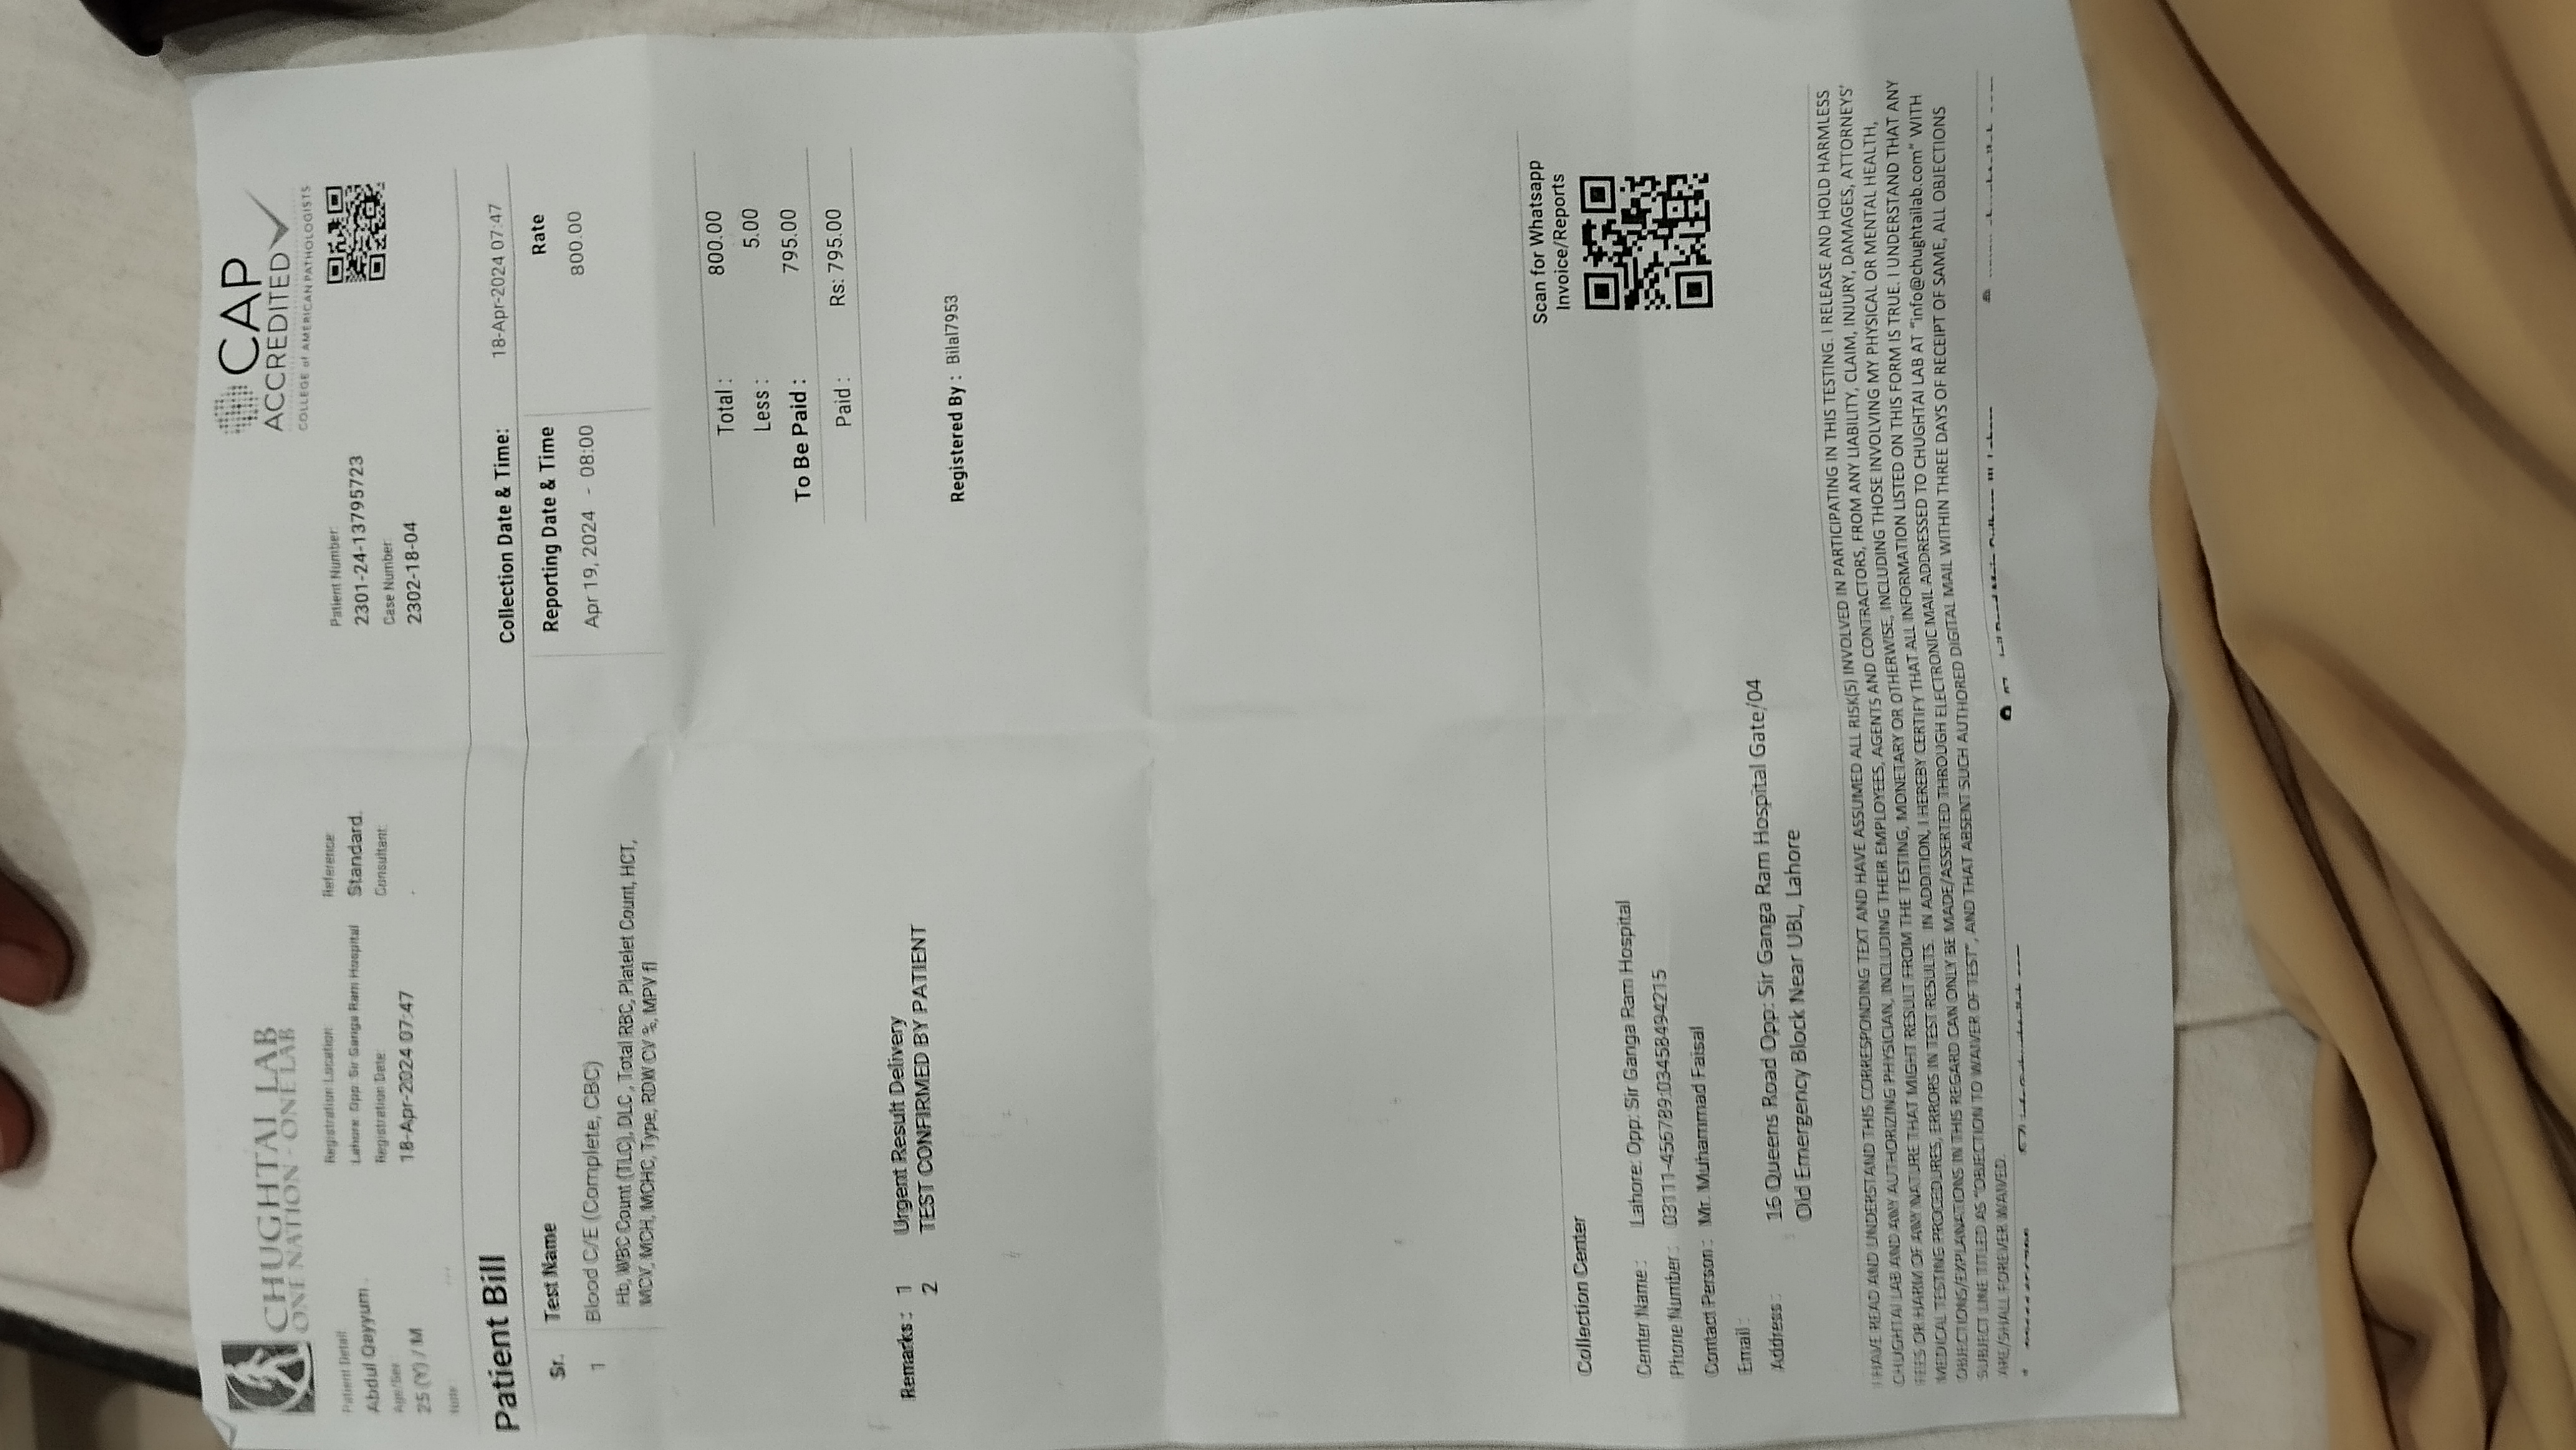 CHUGHTAI LAB
ONE NATION - ONE LAB
CAP
ACCREDITED
COLLEGE of AMERICAN PATHOLOGISTS
Patient Detail
Abdul Qayyum .
Age/Sex
25 (Y) / M
Registration Location
Lahore: Opp: Sir Ganga Ram Hospital
Registration Date:
18-Apr-2024 07:47
Reference
Standard.
Consultant:
.
Patient Number:
2301-24-13795723
Case Number:
2302-18-04
Patient Bill
Collection Date & Time: 18-Apr-2024 07:47
Sr. Test Name Reporting Date & Time Rate
1 Blood C/E (Complete, CBC) Apr 19, 2024 - 08:00 800.00
Hb, WBC Count (TLC), DLC , Total RBC, Platelet Count, HCT,
MCV, MCH, MCHC, Type, RDW CV %, MPV fl
Total : 800.00
Less : 5.00
To Be Paid : 795.00
Paid : Rs: 795.00
Remarks : 1 Urgent Result Delivery
2 TEST CONFIRMED BY PATIENT
Registered By : Bilal7953
Scan for Whatsapp
Invoice/Reports
Collection Center
Center Name : Lahore: Opp: Sir Ganga Ram Hospital
Phone Number : 03111-456789:03458494215
Contact Person : Mr. Muhammad Faisal
Email :
Address : 16 Queens Road Opp: Sir Ganga Ram Hospital Gate/04
Old Emergency Block Near UBL, Lahore
I HAVE READ AND UNDERSTAND THIS CORRESPONDING TEXT AND HAVE ASSUMED ALL RISK(S) INVOLVED IN PARTICIPATING IN THIS TESTING. I RELEASE AND HOLD HARMLESS
CHUGHTAI LAB AND ANY AUTHORIZING PHYSICIAN, INCLUDING THEIR EMPLOYEES, AGENTS AND CONTRACTORS, FROM ANY LIABILITY, CLAIM, INJURY, DAMAGES, ATTORNEYS'
FEES OR HARM OF ANY NATURE THAT MIGHT RESULT FROM THE TESTING, MONETARY OR OTHERWISE, INCLUDING THOSE INVOLVING MY PHYSICAL OR MENTAL HEALTH,
MEDICAL TESTING PROCEDURES, ERRORS IN TEST RESULTS. IN ADDITION, I HEREBY CERTIFY THAT ALL INFORMATION LISTED ON THIS FORM IS TRUE. I UNDERSTAND THAT ANY
OBJECTIONS/EXPLANATIONS IN THIS REGARD CAN ONLY BE MADE/ASSERTED THROUGH ELECTRONIC MAIL ADDRESSED TO CHUGHTAI LAB AT "info@chughtailab.com" WITH
SUBJECT LINE TITLED AS "OBJECTION TO WAIVER OF TEST", AND THAT ABSENT SUCH AUTHORED DIGITAL MAIL WITHIN THREE DAYS OF RECEIPT OF SAME, ALL OBJECTIONS
ARE/SHALL FOREVER WAIVED.